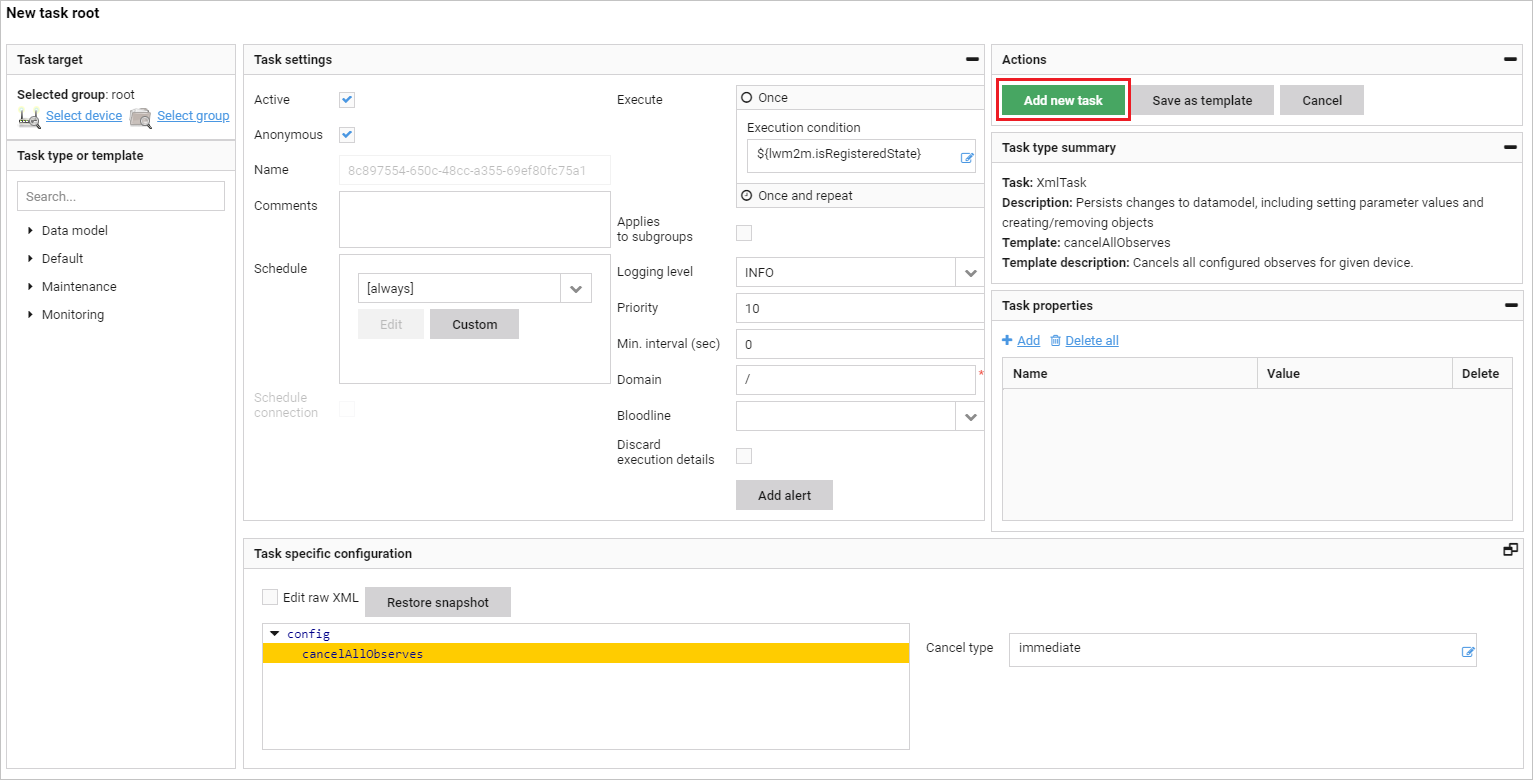 New task root
Task target
Selected group: root
Select device Select group
Task type or template
Search...
Data model
Default
Maintenance
Monitoring
Task settings
Active
Anonymous
Name 8c897554-650c-48cc-a355-69ef80fc75a1
Comments
Schedule
[always]
Edit Custom
Schedule
connection
Execute
Once
Execution condition
${lwm2m.isRegisteredState}
Once and repeat
Applies
to subgroups
Logging level INFO
Priority 10
Min. interval (sec) 0
Domain / *
Bloodline
Discard
execution details
Add alert
Actions
Add new task Save as template Cancel
Task type summary
Task: XmlTask
Description: Persists changes to datamodel, including setting parameter values and
creating/removing objects
Template: cancelAllObserves
Template description: Cancels all configured observes for given device.
Task properties
Add Delete all
Name Value Delete
Task specific configuration
Edit raw XML Restore snapshot
config
cancelAllObserves
Cancel type immediate